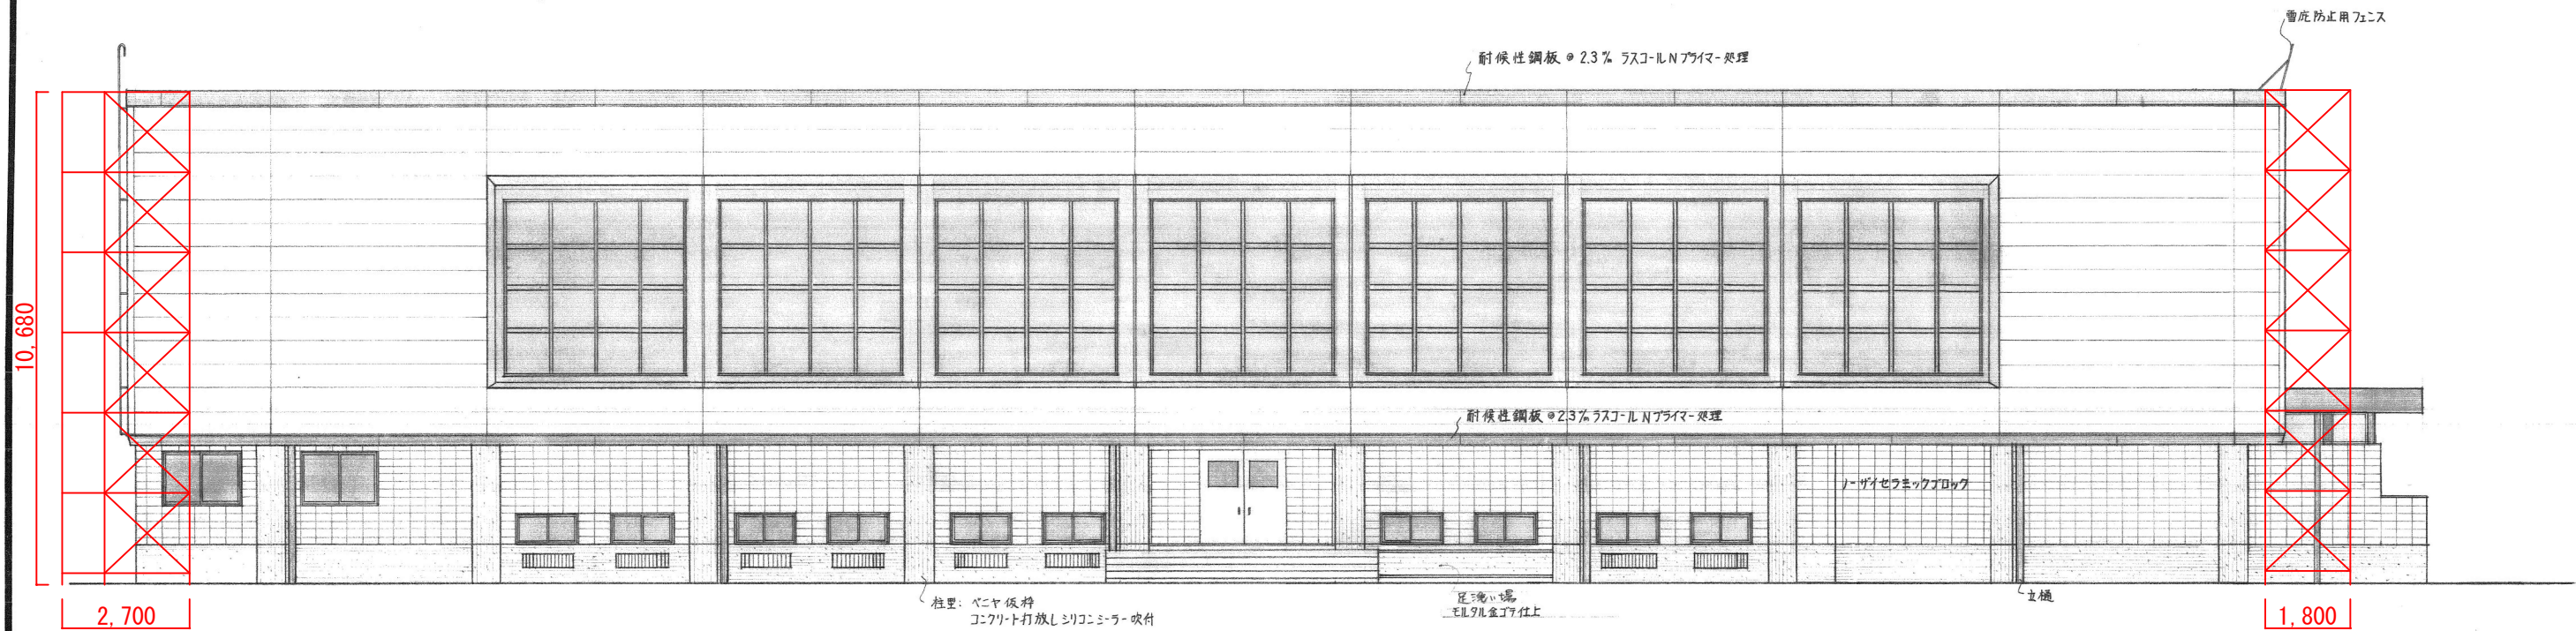 雪庇防止用フェンス
耐候性鋼板 ⓐ 2.3 ‰ ラスコールNプライマー処理
10,680
耐候性鋼板 ⓐ2.3‰ ラスコールNプライマー処理
ノーザイセラミックブロック
2,700
柱型: ベニヤ仮枠
コンクリート打放しシリコンシーラー吹付
足洗い場
モルタル金ゴテ仕上
立樋
1,800